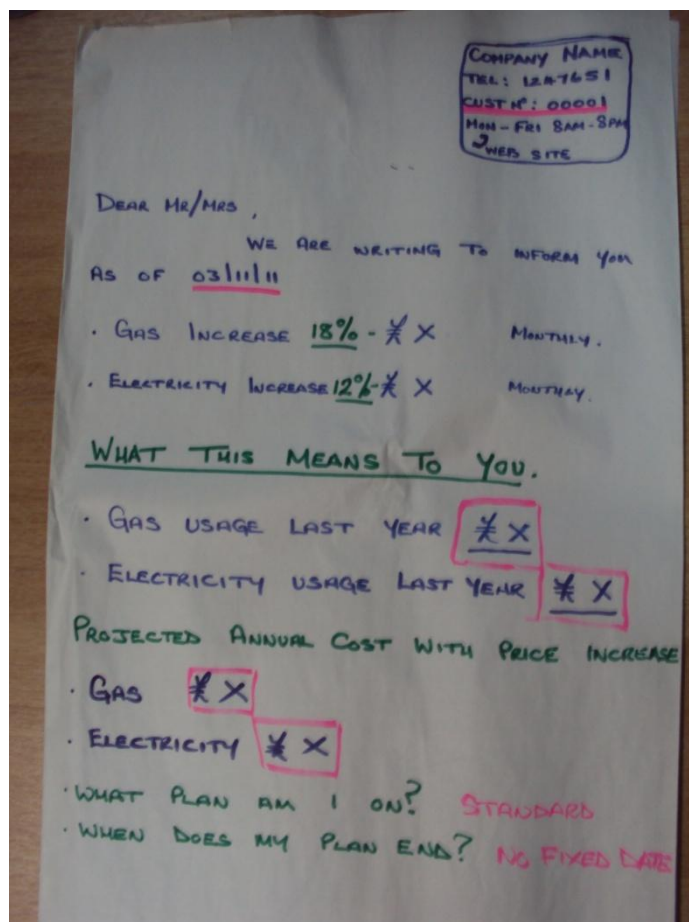 COMPANY NAME
TEL: 1247651
CUST Nº: 00001
MON - FRI 8AM - 8PM
WEB SITE
DEAR MR/MRS,
WE ARE WRITING TO INFORM YOU
AS OF 03/11/11
· GAS INCREASE 18% - X MONTHLY.
· ELECTRICITY INCREASE 12% - X MONTHLY.
WHAT THIS MEANS TO YOU.
· GAS USAGE LAST YEAR X
· ELECTRICITY USAGE LAST YEAR X
PROJECTED ANNUAL COST WITH PRICE INCREASE
· GAS X
· ELECTRICITY X
· WHAT PLAN AM I ON? STANDARD
· WHEN DOES MY PLAN END? NO FIXED DATE